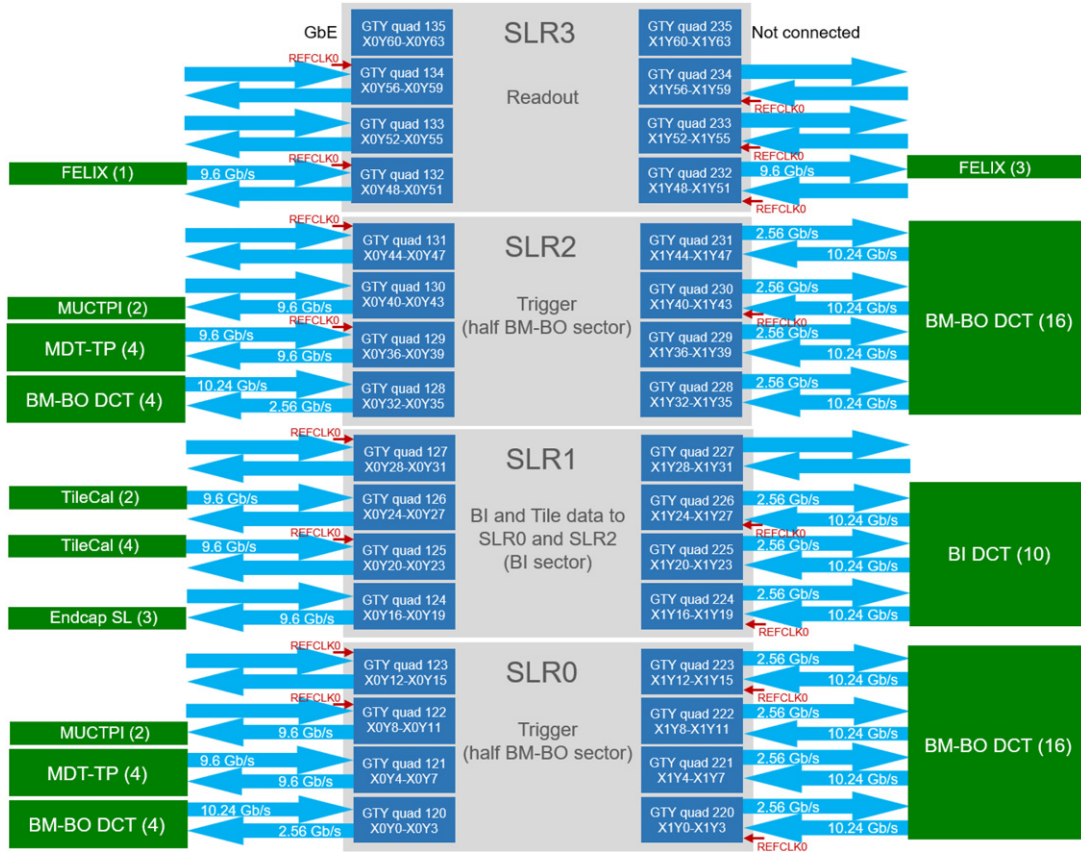 GbE
GTY quad 135
X0Y60-X0Y63
SLR3
GTY quad 235
X1Y60-X1Y63
Not connected
REFCLK0
GTY quad 134
X0Y56-X0Y59
Readout
GTY quad 234
X1Y56-X1Y59
REFCLK0
GTY quad 133
X0Y52-X0Y55
GTY quad 233
X1Y52-X1Y55
REFCLK0
REFCLK0
FELIX (1)
9.6 Gb/s
GTY quad 132
X0Y48-X0Y51
GTY quad 232
X1Y48-X1Y51
9.6 Gb/s
FELIX (3)
REFCLK0
REFCLK0
GTY quad 131
X0Y44-X0Y47
SLR2
GTY quad 231
X1Y44-X1Y47
2.56 Gb/s
10.24 Gb/s
GTY quad 130
X0Y40-X0Y43
Trigger
(half BM-BO sector)
GTY quad 230
X1Y40-X1Y43
2.56 Gb/s
10.24 Gb/s
MUCTPI (2)
9.6 Gb/s
REFCLK0
REFCLK0
BM-BO DCT (16)
MDT-TP (4)
9.6 Gb/s
9.6 Gb/s
GTY quad 129
X0Y36-X0Y39
GTY quad 229
X1Y36-X1Y39
2.56 Gb/s
10.24 Gb/s
BM-BO DCT (4)
10.24 Gb/s
2.56 Gb/s
GTY quad 128
X0Y32-X0Y35
GTY quad 228
X1Y32-X1Y35
2.56 Gb/s
10.24 Gb/s
REFCLK0
GTY quad 127
X0Y28-X0Y31
SLR1
GTY quad 227
X1Y28-X1Y31
TileCal (2)
9.6 Gb/s
GTY quad 126
X0Y24-X0Y27
BI and Tile data to
SLR0 and SLR2
(BI sector)
GTY quad 226
X1Y24-X1Y27
2.56 Gb/s
10.24 Gb/s
REFCLK0
REFCLK0
TileCal (4)
9.6 Gb/s
GTY quad 125
X0Y20-X0Y23
GTY quad 225
X1Y20-X1Y23
2.56 Gb/s
10.24 Gb/s
BI DCT (10)
Endcap SL (3)
9.6 Gb/s
GTY quad 124
X0Y16-X0Y19
GTY quad 224
X1Y16-X1Y19
2.56 Gb/s
10.24 Gb/s
REFCLK0
REFCLK0
GTY quad 123
X0Y12-X0Y15
SLR0
GTY quad 223
X1Y12-X1Y15
2.56 Gb/s
10.24 Gb/s
REFCLK0
REFCLK0
GTY quad 122
X0Y8-X0Y11
Trigger
(half BM-BO sector)
GTY quad 222
X1Y8-X1Y11
2.56 Gb/s
10.24 Gb/s
MUCTPI (2)
9.6 Gb/s
BM-BO DCT (16)
MDT-TP (4)
9.6 Gb/s
9.6 Gb/s
GTY quad 121
X0Y4-X0Y7
GTY quad 221
X1Y4-X1Y7
2.56 Gb/s
10.24 Gb/s
BM-BO DCT (4)
10.24 Gb/s
2.56 Gb/s
GTY quad 120
X0Y0-X0Y3
GTY quad 220
X1Y0-X1Y3
2.56 Gb/s
10.24 Gb/s
REFCLK0